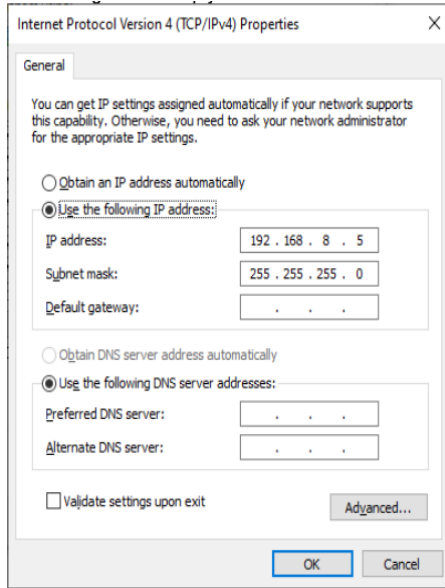 Internet Protocol Version 4 (TCP/IPv4) Properties
X
General
You can get IP settings assigned automatically if your network supports
this capability. Otherwise, you need to ask your network administrator
for the appropriate IP settings.
Obtain an IP address automatically
Use the following IP address:
IP address: 192 . 168 . 8 . 5
Subnet mask: 255 . 255 . 255 . 0
Default gateway: . . .
Obtain DNS server address automatically
Use the following DNS server addresses:
Preferred DNS server: . . .
Alternate DNS server: . . .
Validate settings upon exit
Advanced...
OK Cancel